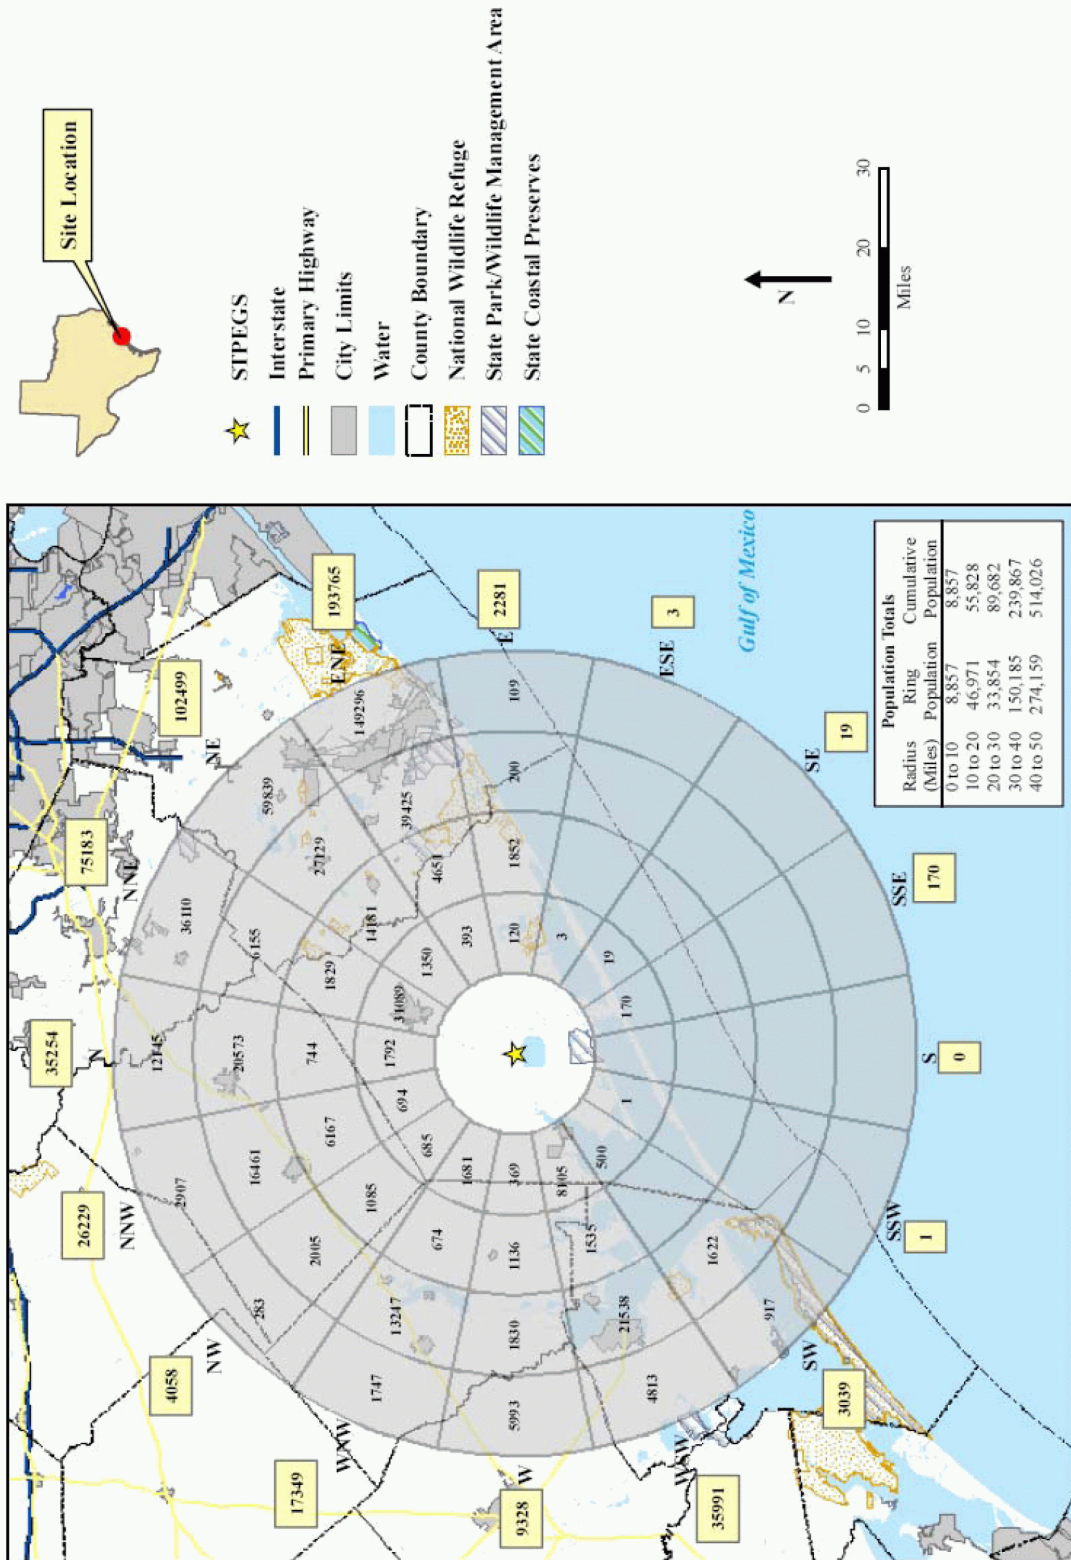 35254
26229
75183
N
NNW
NNE
12145
4058
2907
36110
102499
NW
NE
20573
16461
6155
283
59839
17349
2005
744
27129
6167
1829
193765
WNW
ENE
1747
1085
14181
149296
13247
694
1792
31089
39425
685
1350
674
4651
1681
393
W
E
9328
5993
1830
1136
369
120
1852
200
109
2281
8105
3
1535
500
19
21538
1
170
4813
ESE
3
WSW
1622
35991
Gulf of Mexico
917
SW
SE
3039
19
SSW
SSE
1
S
170
0
Population Totals
Radius Ring Cumulative
(Miles) Population Population
0 to 10 8,857 8,857
10 to 20 46,971 55,828
20 to 30 33,854 89,682
30 to 40 150,185 239,867
40 to 50 274,159 514,026
Site Location
STPEGS
Interstate
Primary Highway
City Limits
Water
County Boundary
National Wildlife Refuge
State Park/Wildlife Management Area
State Coastal Preserves
N
0 5 10 20 30
Miles